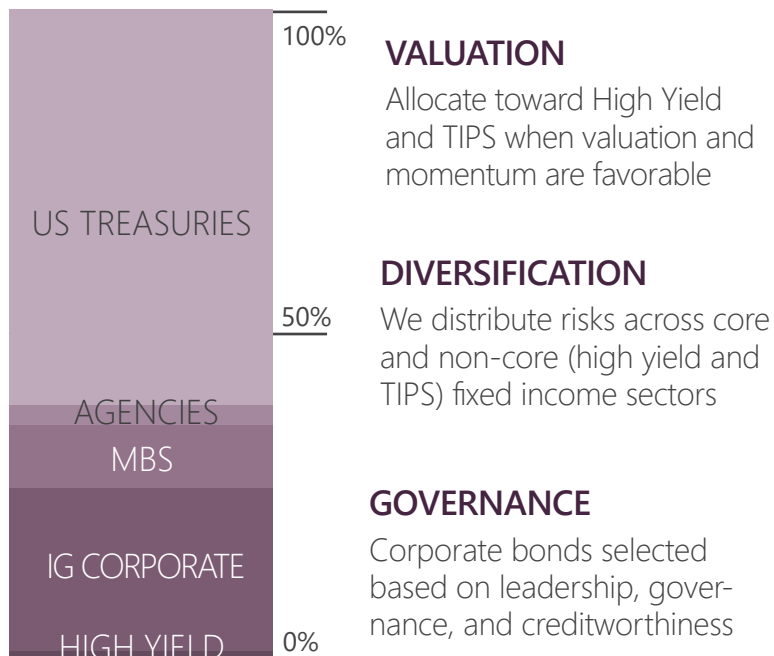 100%
US TREASURIES
50%
AGENCIES
MBS
IG CORPORATE
HIGH YIELD
0%
VALUATION
Allocate toward High Yield
and TIPS when valuation and
momentum are favorable
DIVERSIFICATION
We distribute risks across core
and non-core (high yield and
TIPS) fixed income sectors
GOVERNANCE
Corporate bonds selected
based on leadership, gover-
nance, and creditworthiness